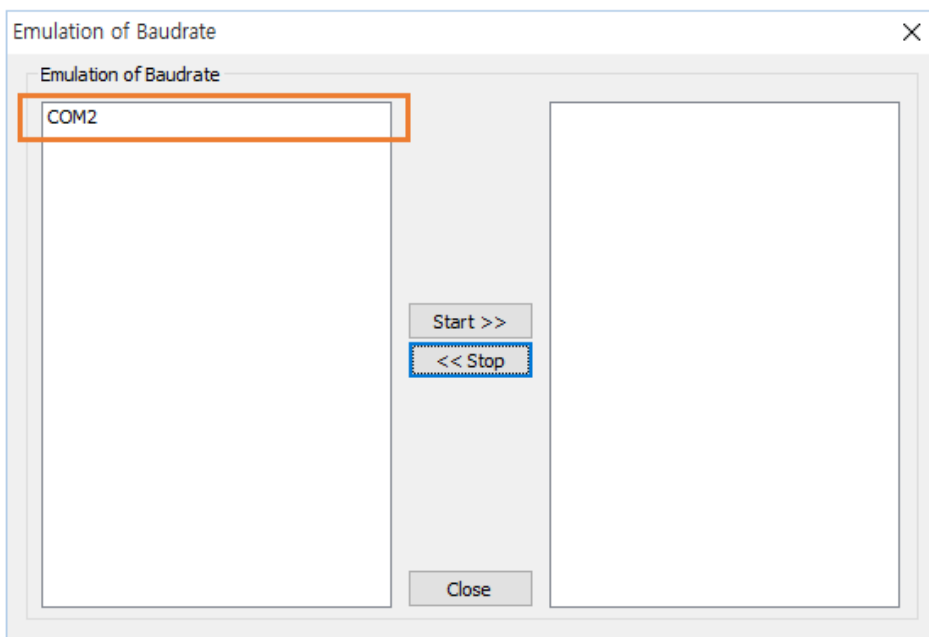 Emulation of Baudrate
Emulation of Baudrate
COM2
Start >>
<< Stop
Close